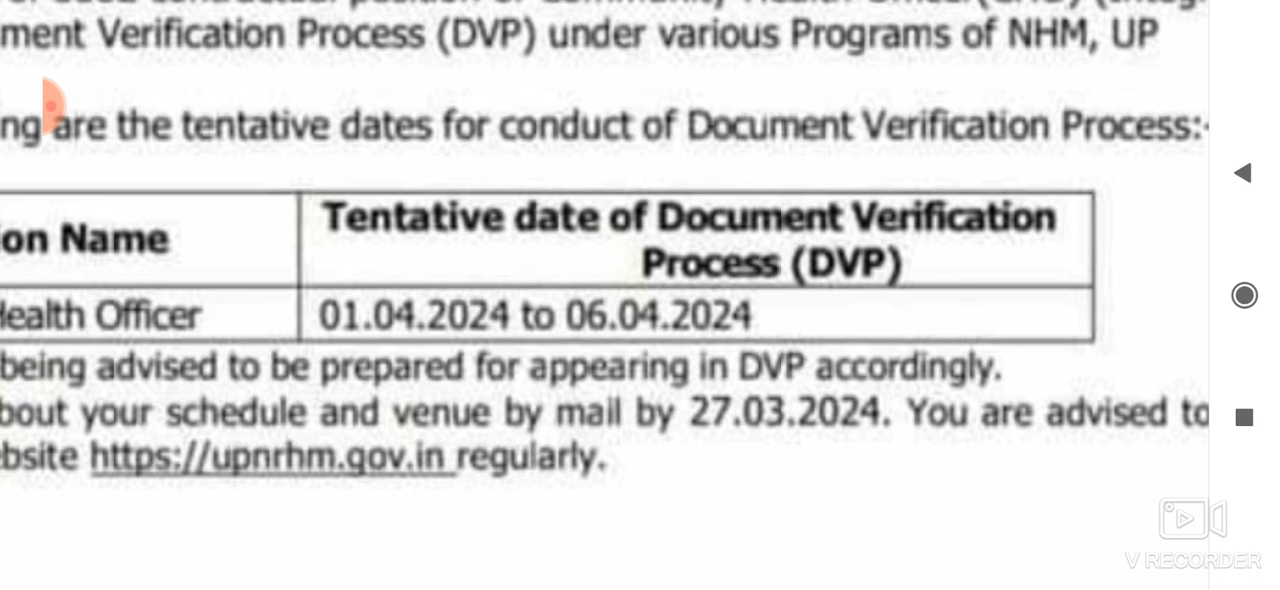 ment Verification Process (DVP) under various Programs of NHM, UP
ng are the tentative dates for conduct of Document Verification Process:-
ion Name
Tentative date of Document Verification
Process (DVP)
Health Officer
01.04.2024 to 06.04.2024
being advised to be prepared for appearing in DVP accordingly.
bout your schedule and venue by mail by 27.03.2024. You are advised to
bsite https://upnrhm.gov.in regularly.
V RECORDER